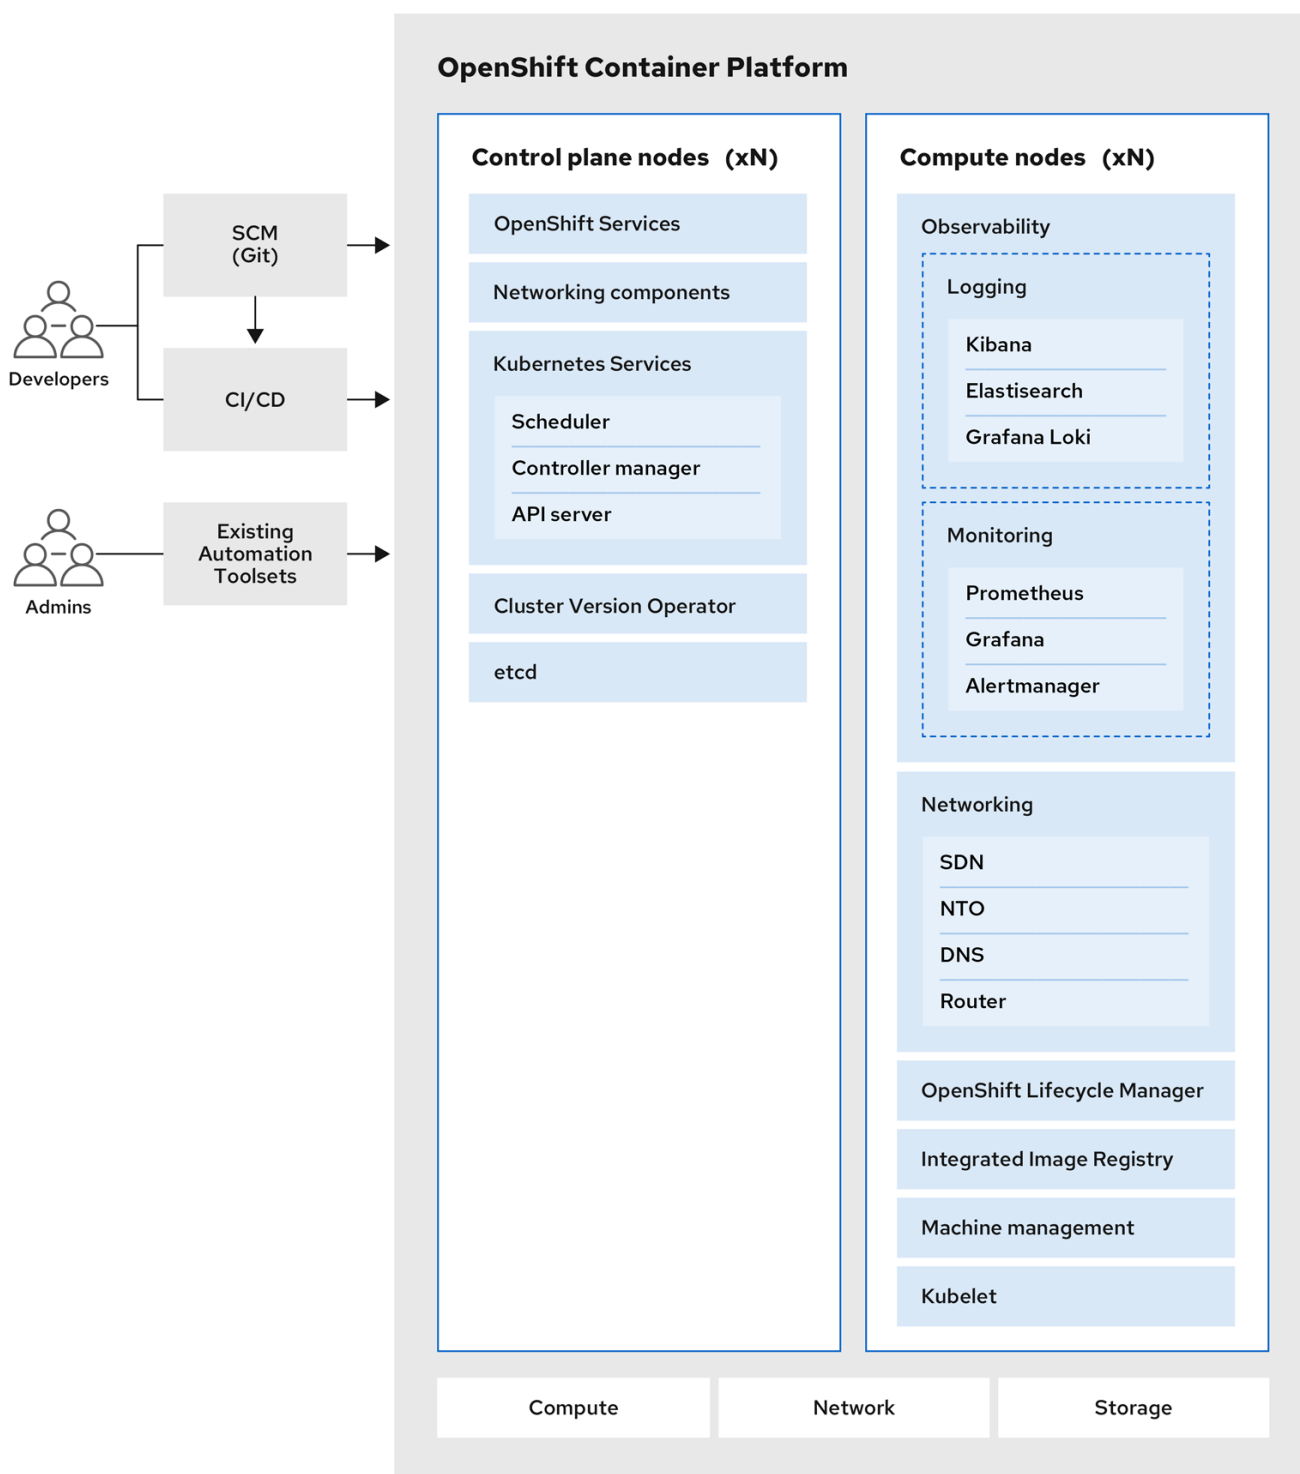 OpenShift Container Platform
SCM
(Git)
CI/CD
Developers
Existing
Automation
Toolsets
Admins
Control plane nodes (xN)
OpenShift Services
Networking components
Kubernetes Services
Scheduler
Controller manager
API server
Cluster Version Operator
etcd
Compute nodes (xN)
Observability
Logging
Kibana
Elastisearch
Grafana Loki
Monitoring
Prometheus
Grafana
Alertmanager
Networking
SDN
NTO
DNS
Router
OpenShift Lifecycle Manager
Integrated Image Registry
Machine management
Kubelet
Compute
Network
Storage